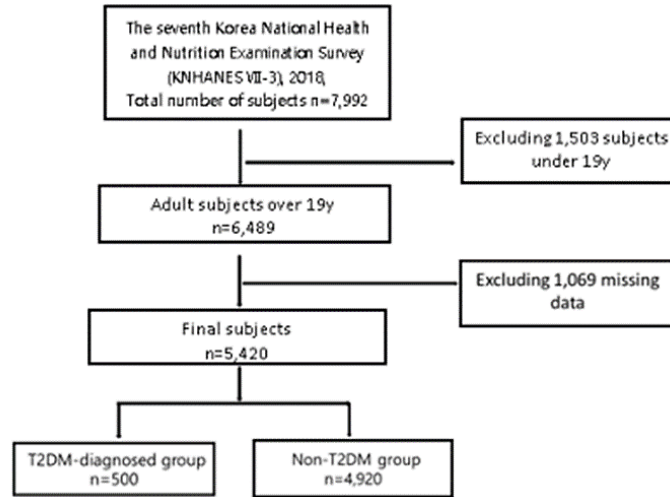 The seventh Korea National Health
and Nutrition Examination Survey
(KNHANES VII-3), 2018,
Total number of subjects n=7,992
Excluding 1,503 subjects
under 19y
Adult subjects over 19y
n=6,489
Excluding 1,069 missing
data
Final subjects
n=5,420
T2DM-diagnosed group
n=500
Non-T2DM group
n=4,920